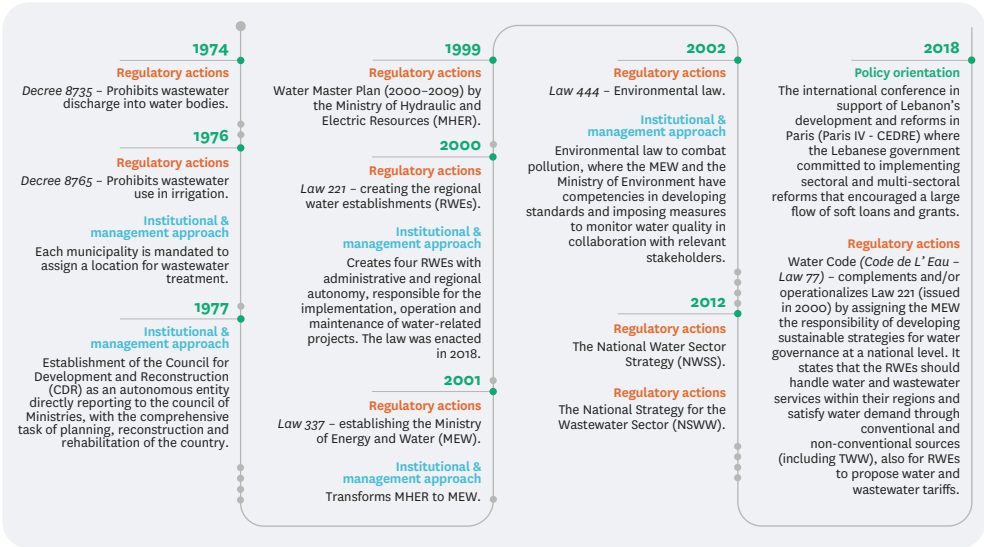 1974
Regulatory actions
Decree 8735 – Prohibits wastewater
discharge into water bodies.
1976
Regulatory actions
Decree 8765 – Prohibits wastewater
use in irrigation.
Institutional &
management approach
Each municipality is mandated to
assign a location for wastewater
treatment.
1977
Institutional &
management approach
Establishment of the Council for
Development and Reconstruction
(CDR) as an autonomous entity
directly reporting to the council of
Ministries, with the comprehensive
task of planning, reconstruction and
rehabilitation of the country.
1999
Regulatory actions
Water Master Plan (2000–2009) by
the Ministry of Hydraulic and
Electric Resources (MHER).
2000
Regulatory actions
Law 221 – creating the regional
water establishments (RWEs).
Institutional &
management approach
Creates four RWEs with
administrative and regional
autonomy, responsible for the
implementation, operation and
maintenance of water-related
projects. The law was enacted
in 2018.
2001
Regulatory actions
Law 337 – establishing the Ministry
of Energy and Water (MEW).
Institutional &
management approach
Transforms MHER to MEW.
2002
Regulatory actions
Law 444 – Environmental law.
Institutional &
management approach
Environmental law to combat
pollution, where the MEW and the
Ministry of Environment have
competencies in developing
standards and imposing measures
to monitor water quality in
collaboration with relevant
stakeholders.
2012
Regulatory actions
The National Water Sector
Strategy (NWSS).
Regulatory actions
The National Strategy for the
Wastewater Sector (NSWW).
2018
Policy orientation
The international conference in
support of Lebanon's
development and reforms in
Paris (Paris IV - CEDRE) where
the Lebanese government
committed to implementing
sectoral and multi-sectoral
reforms that encouraged a large
flow of soft loans and grants.
Regulatory actions
Water Code (Code de L' Eau –
Law 77) – complements and/or
operationalizes Law 221 (issued
in 2000) by assigning the MEW
the responsibility of developing
sustainable strategies for water
governance at a national level. It
states that the RWEs should
handle water and wastewater
services within their regions and
satisfy water demand through
conventional and
non-conventional sources
(including TWW), also for RWEs
to propose water and
wastewater tariffs.